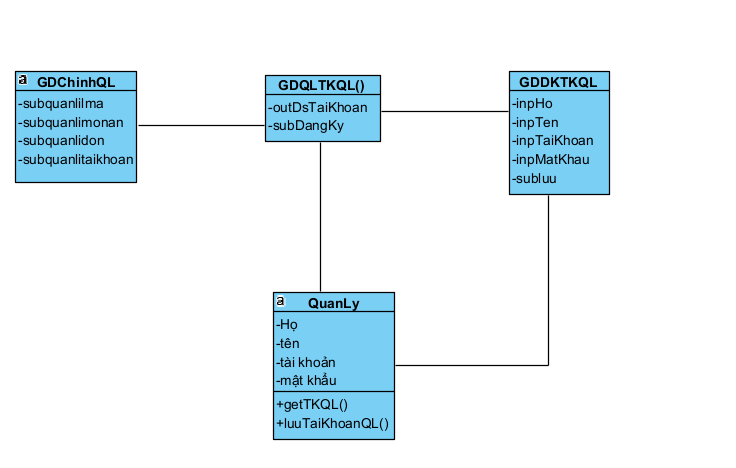 a GDChinhQL
-subquanlilma
-subquanlimonan
-subquanlidon
-subquanlitaikhoan
GDQLTKQL()
-outDsTaiKhoan
-subDangKy
GDDKTKQL
-inpHo
-inpTen
-inpTaiKhoan
-inpMatKhau
-subluu
a QuanLy
-Họ
-tên
-tài khoản
-mật khẩu
+getTKQL()
+luuTaiKhoanQL()